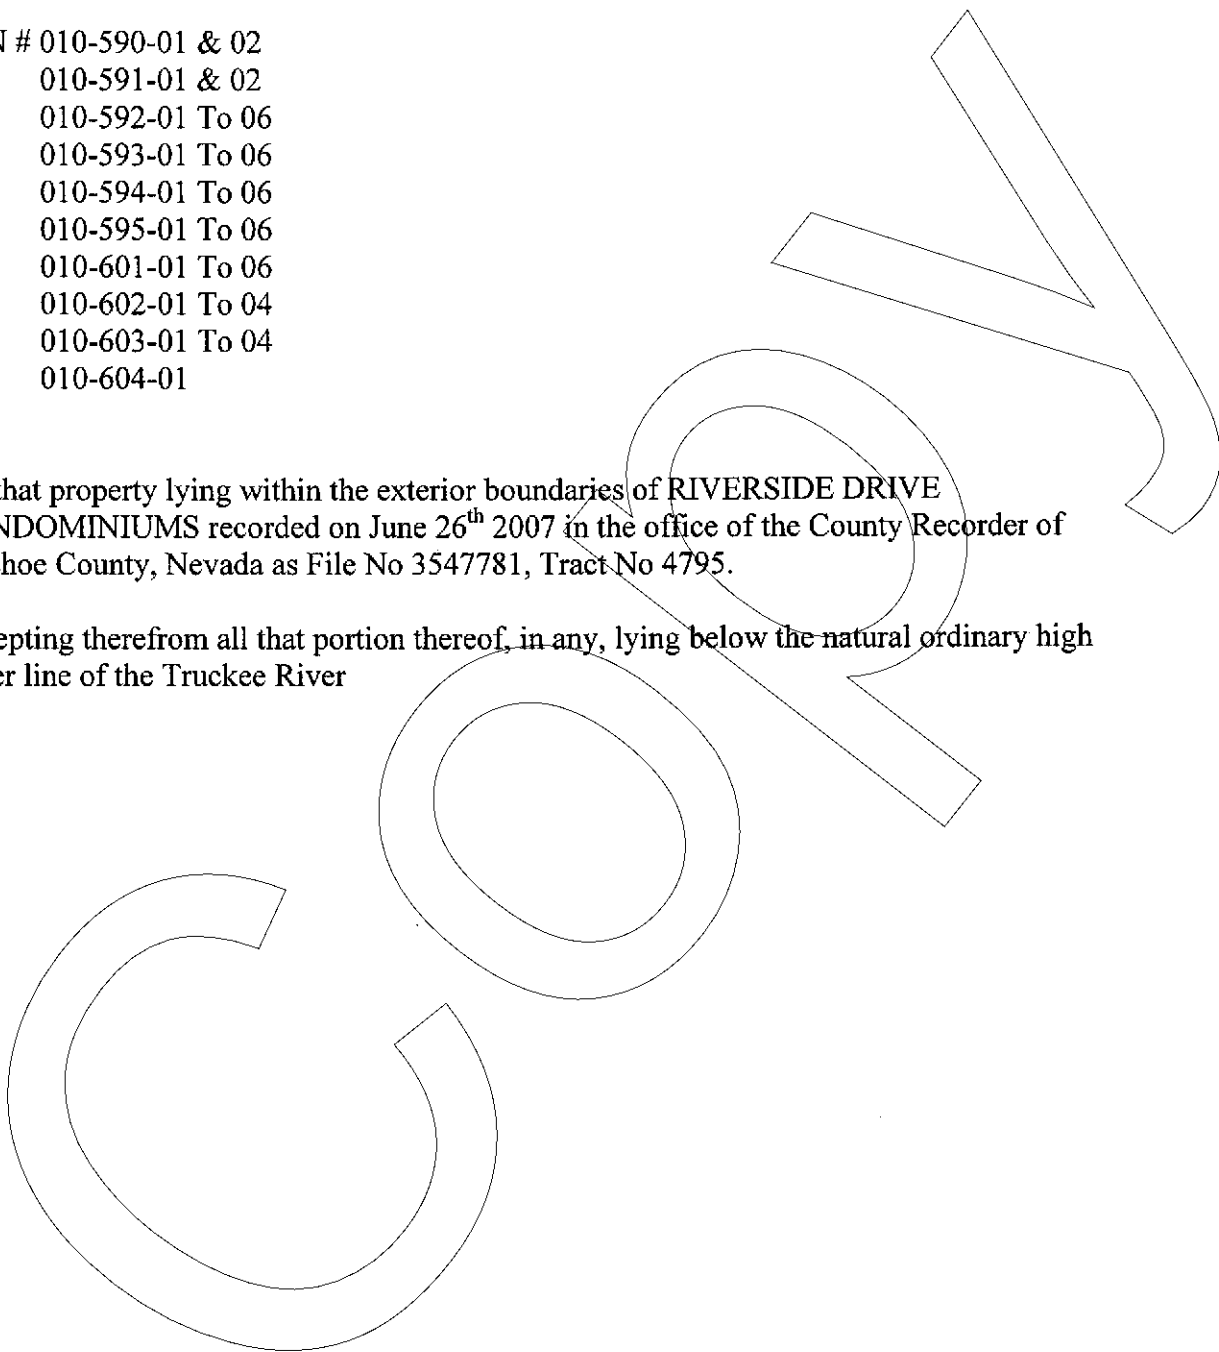 N # 010-590-01 & 02
010-591-01 & 02
010-592-01 To 06
010-593-01 To 06
010-594-01 To 06
010-595-01 To 06
010-601-01 To 06
010-602-01 To 04
010-603-01 To 04
010-604-01
that property lying within the exterior boundaries of RIVERSIDE DRIVE
NDOMINIUMS recorded on June 26th 2007 in the office of the County Recorder of
hoe County, Nevada as File No 3547781, Tract No 4795.
epting therefrom all that portion thereof, in any, lying below the natural ordinary high
er line of the Truckee River
Copy